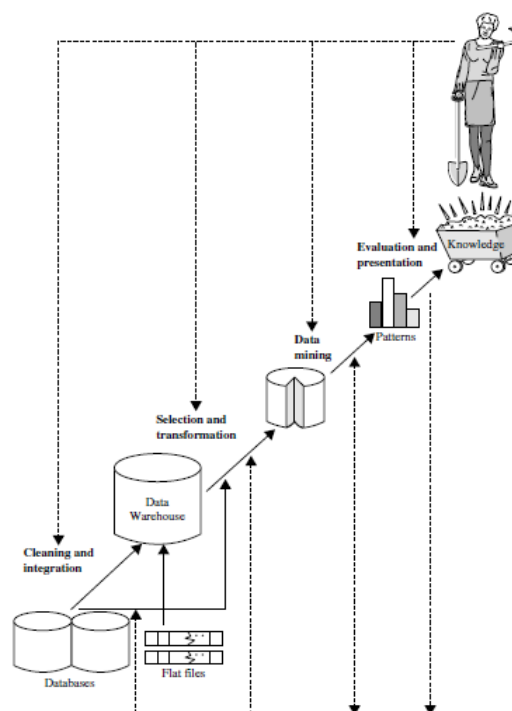 Evaluation and
presentation
Knowledge
Data
mining
Patterns
Selection and
transformation
Data
Warehouse
Cleaning and
integration
Databases
Flat files